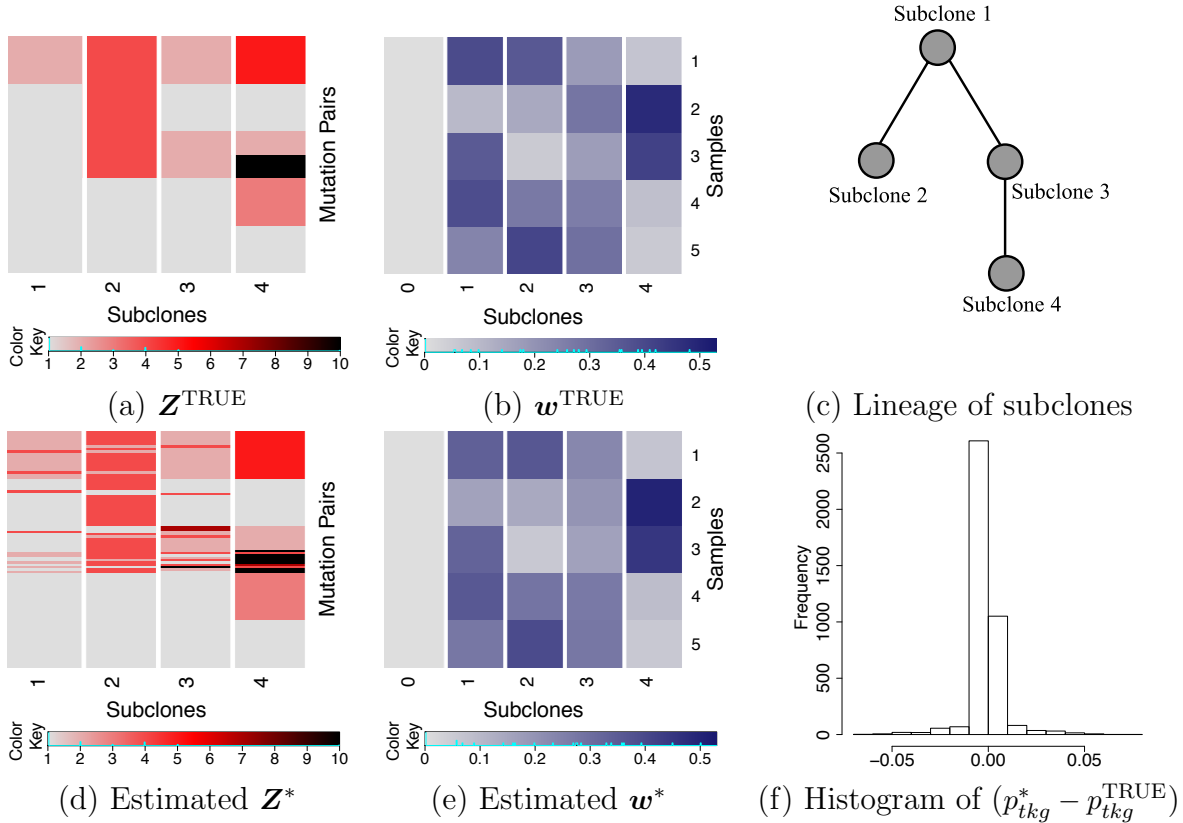 1 2 3 4
Subclones
Mutation Pairs
Color Key
1 2 3 4 5 6 7 8 9 10
(a) Z^TRUE
0 1 2 3 4
Subclones
1 2 3 4 5
Samples
Color Key
0 0.1 0.2 0.3 0.4 0.5
(b) w^TRUE
Subclone 1
Subclone 2
Subclone 3
Subclone 4
(c) Lineage of subclones
1 2 3 4
Subclones
Mutation Pairs
Color Key
1 2 3 4 5 6 7 8 9 10
(d) Estimated Z*
0 1 2 3 4
Subclones
1 2 3 4 5
Samples
Color Key
0 0.1 0.2 0.3 0.4 0.5
(e) Estimated w*
Frequency
0 500 1000 1500 2000 2500
−0.05 0.00 0.05
(f) Histogram of (p*_tkg − p^TRUE_tkg)